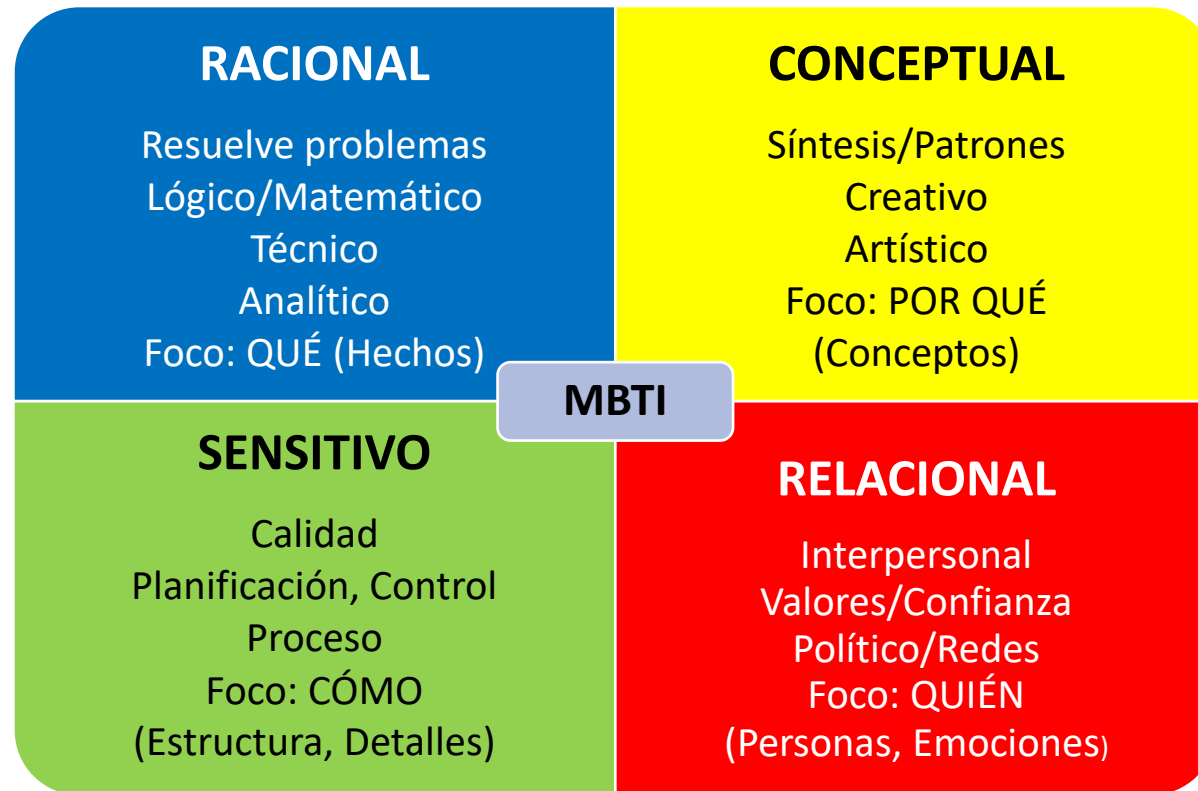 RACIONAL
Resuelve problemas
Lógico/Matemático
Técnico
Analítico
Foco: QUÉ (Hechos)
CONCEPTUAL
Síntesis/Patrones
Creativo
Artístico
Foco: POR QUÉ
(Conceptos)
MBTI
SENSITIVO
Calidad
Planificación, Control
Proceso
Foco: CÓMO
(Estructura, Detalles)
RELACIONAL
Interpersonal
Valores/Confianza
Político/Redes
Foco: QUIÉN
(Personas, Emociones)